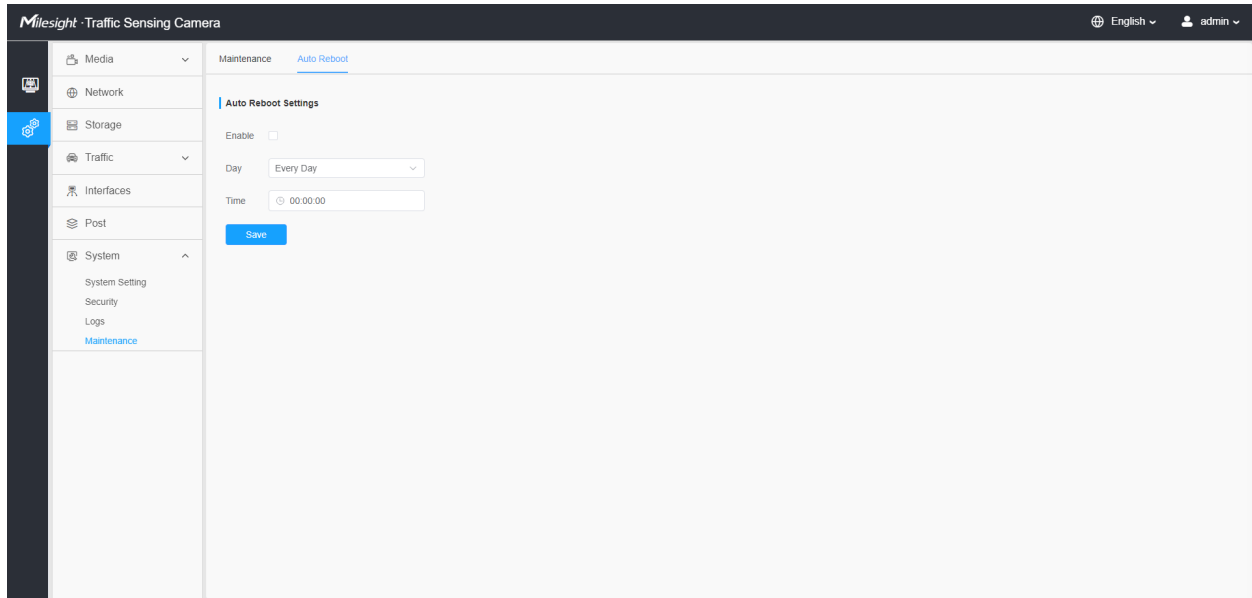 Milesight · Traffic Sensing Camera
English
admin
Media
Network
Storage
Traffic
Interfaces
Post
System
System Setting
Security
Logs
Maintenance
Maintenance Auto Reboot
Auto Reboot Settings
Enable
Day Every Day
Time 00:00:00
Save